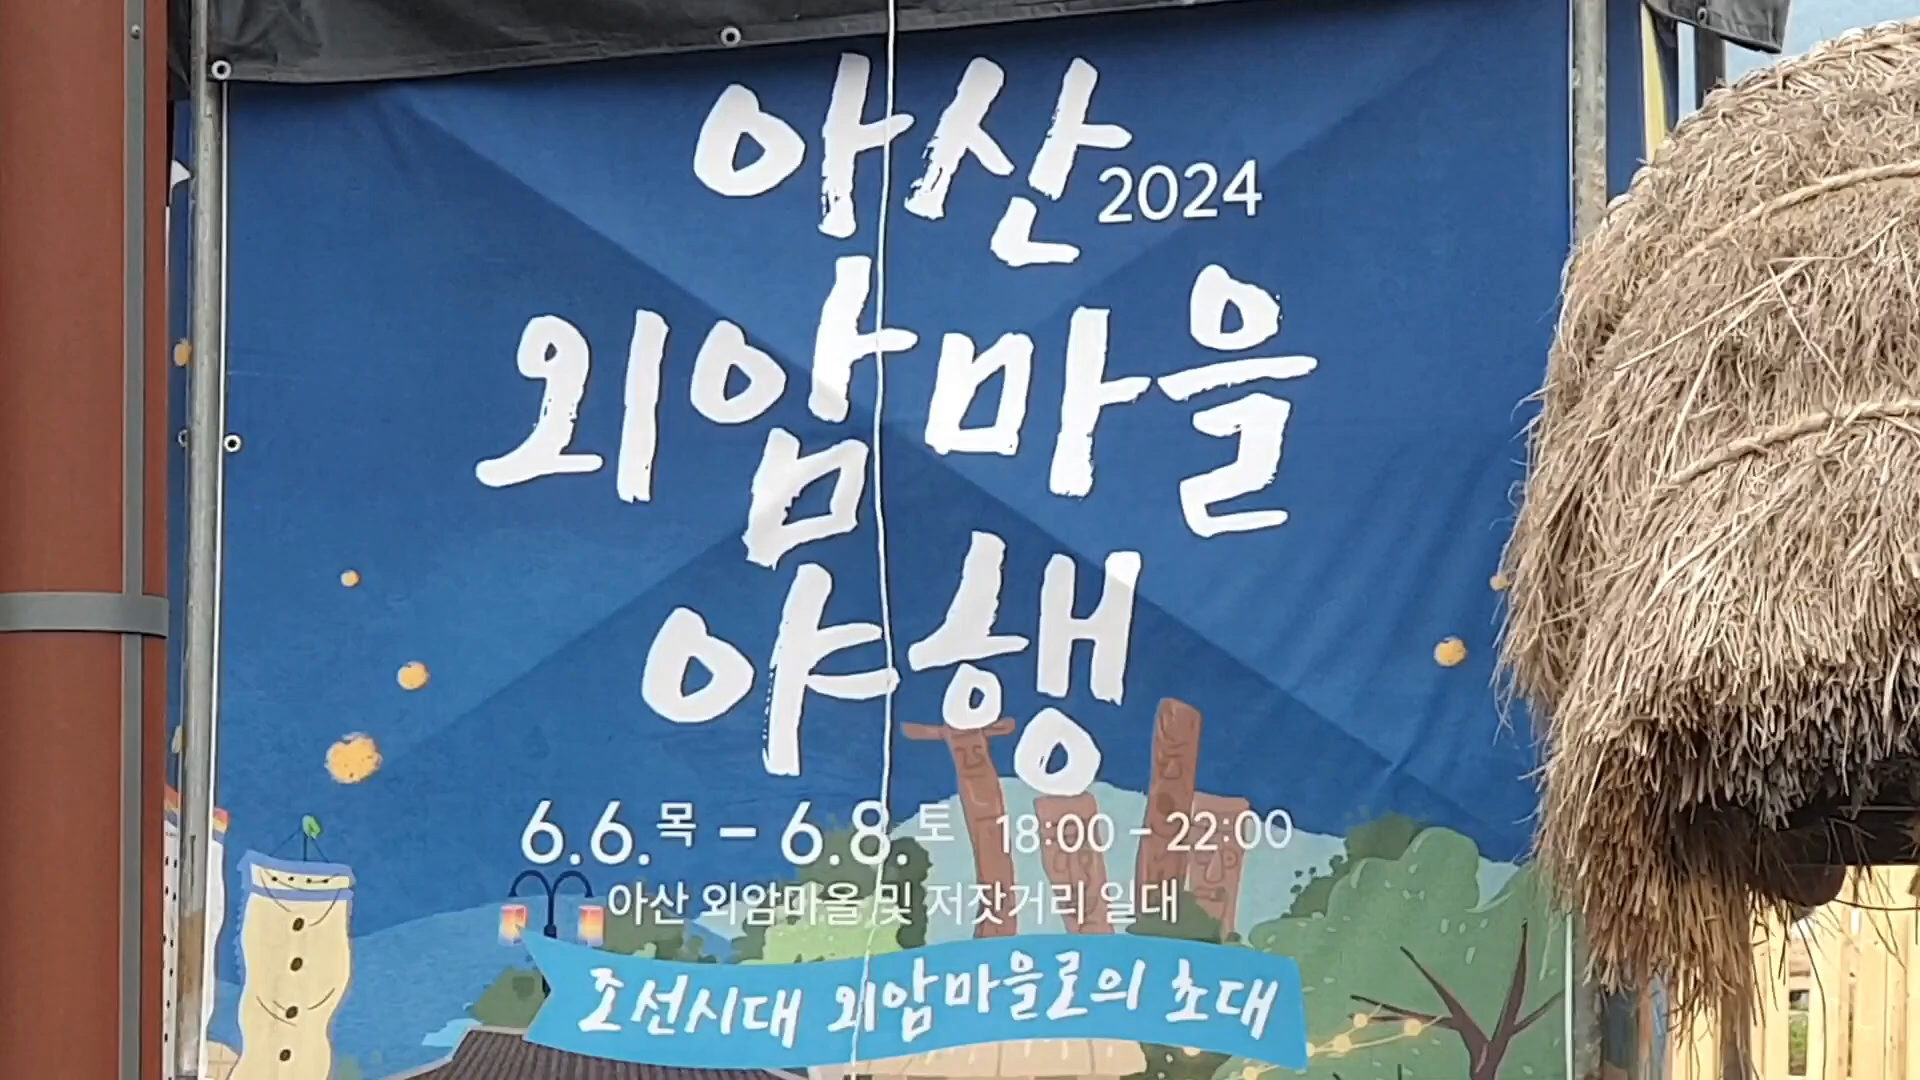 아산 2024
외암마을
야행
6.6.목 - 6.8.토 18:00 - 22:00
아산 외암마을 및 저잣거리 일대
조선시대 외암마을로의 초대